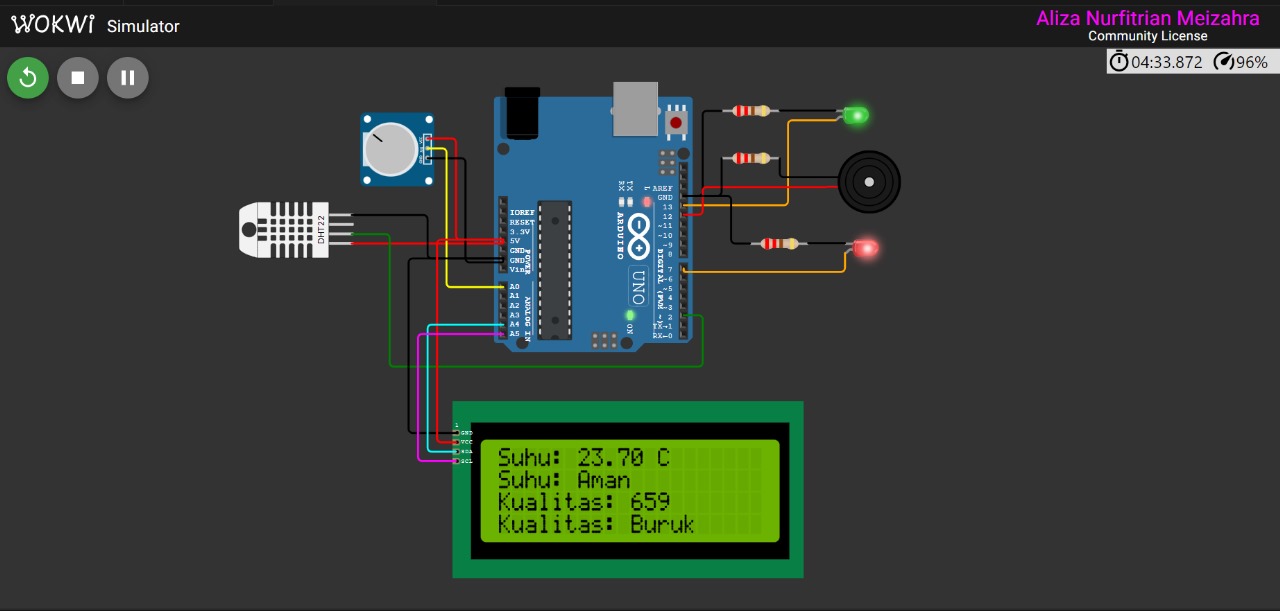 WOKWi Simulator
Aliza Nurfitrian Meizahra
Community License
04:33.872 96%
DHT22
IOREF
RESET
3.3V
5V
GND
GND
Vin
POWER
A0
A1
A2
A3
A4
A5
ANALOG IN
RX
TX
L
ARDUINO
UNO
ON
AREF
GND
13
12
~11
~10
~9
8
7
~6
~5
4
~3
2
TX→1
RX←0
DIGITAL (PWM ~)
1
GND
VCC
SDA
SCL
Suhu: 23.70 C
Suhu: Aman
Kualitas: 659
Kualitas: Buruk